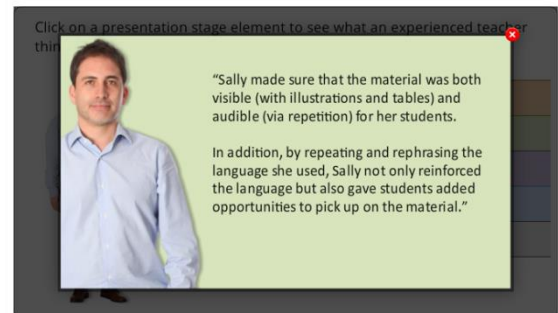 Click on a presentation stage element to see what an experienced teacher
thin
“Sally made sure that the material was both
visible (with illustrations and tables) and
audible (via repetition) for her students.
In addition, by repeating and rephrasing the
language she used, Sally not only reinforced
the language but also gave students added
opportunities to pick up on the material.”